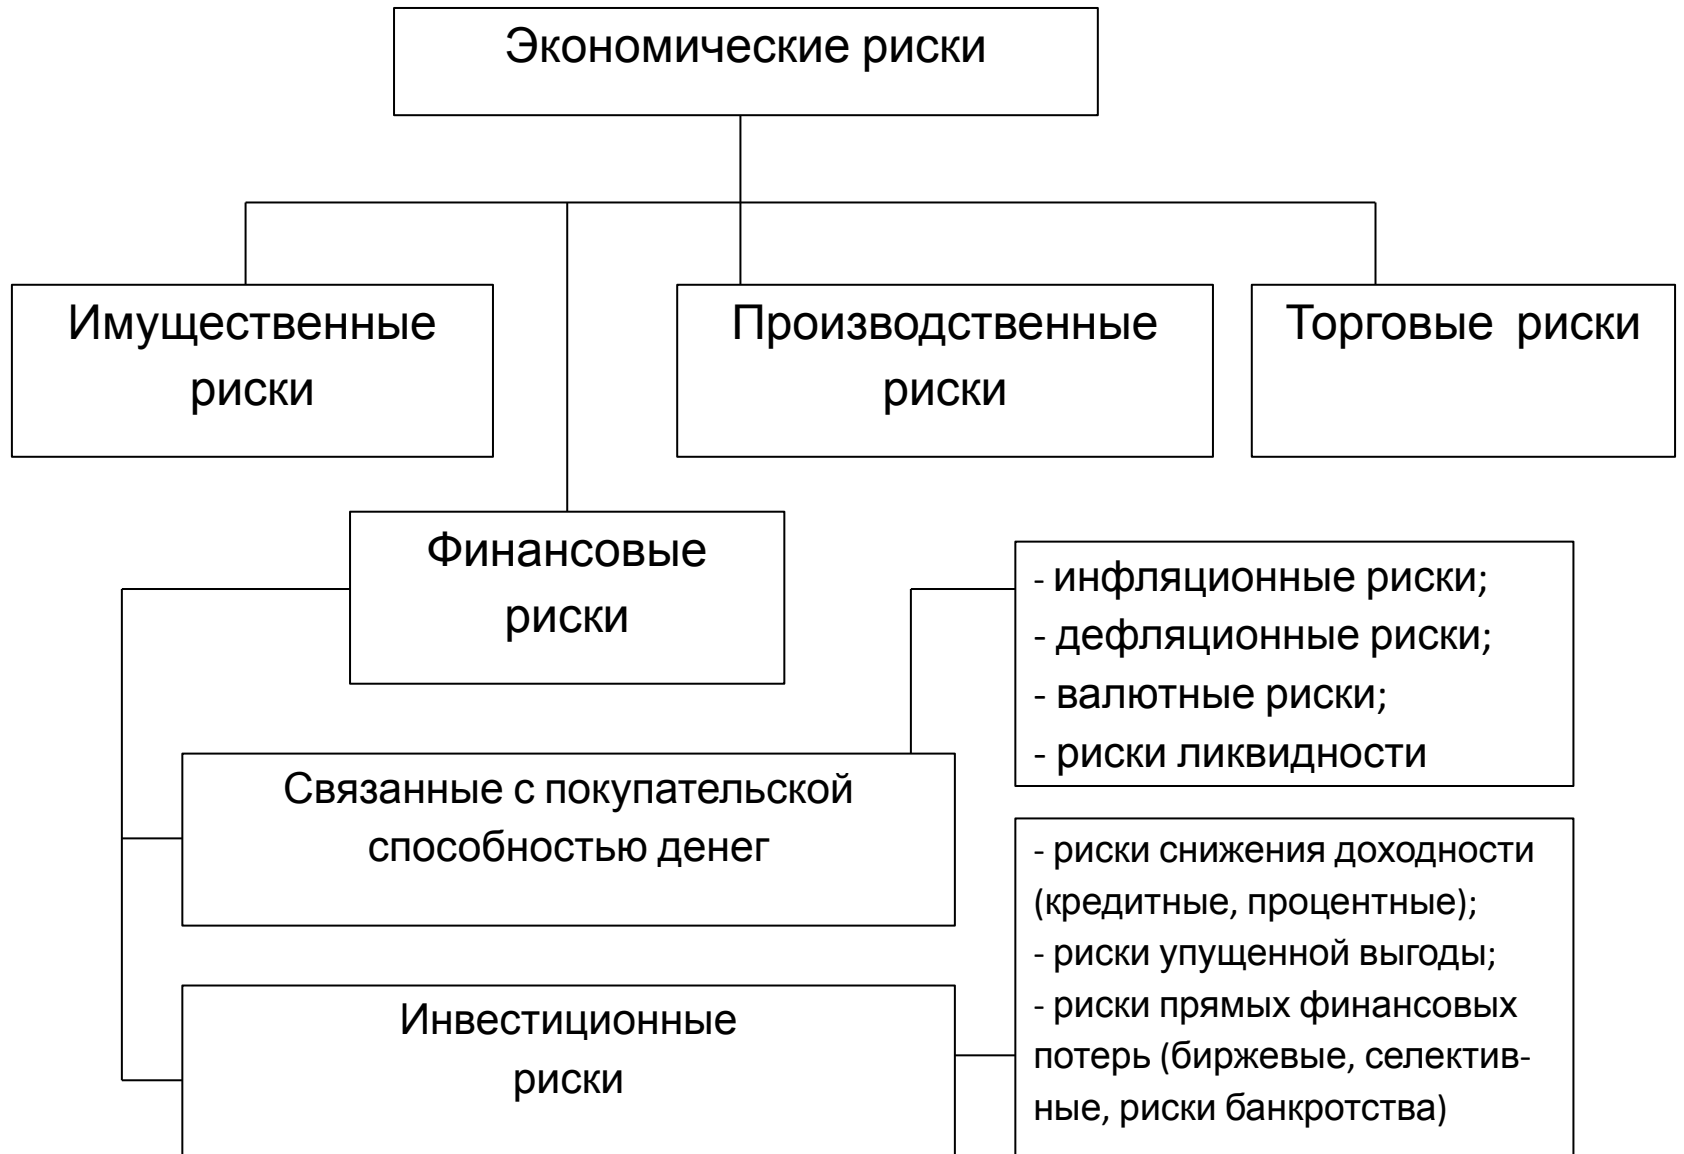 Экономические риски
Имущественные
риски
Производственные
риски
Торговые риски
Финансовые
риски
- инфляционные риски;
- дефляционные риски;
- валютные риски;
- риски ликвидности
Связанные с покупательской
способностью денег
- риски снижения доходности
(кредитные, процентные);
- риски упущенной выгоды;
- риски прямых финансовых
потерь (биржевые, селектив-
ные, риски банкротства)
Инвестиционные
риски